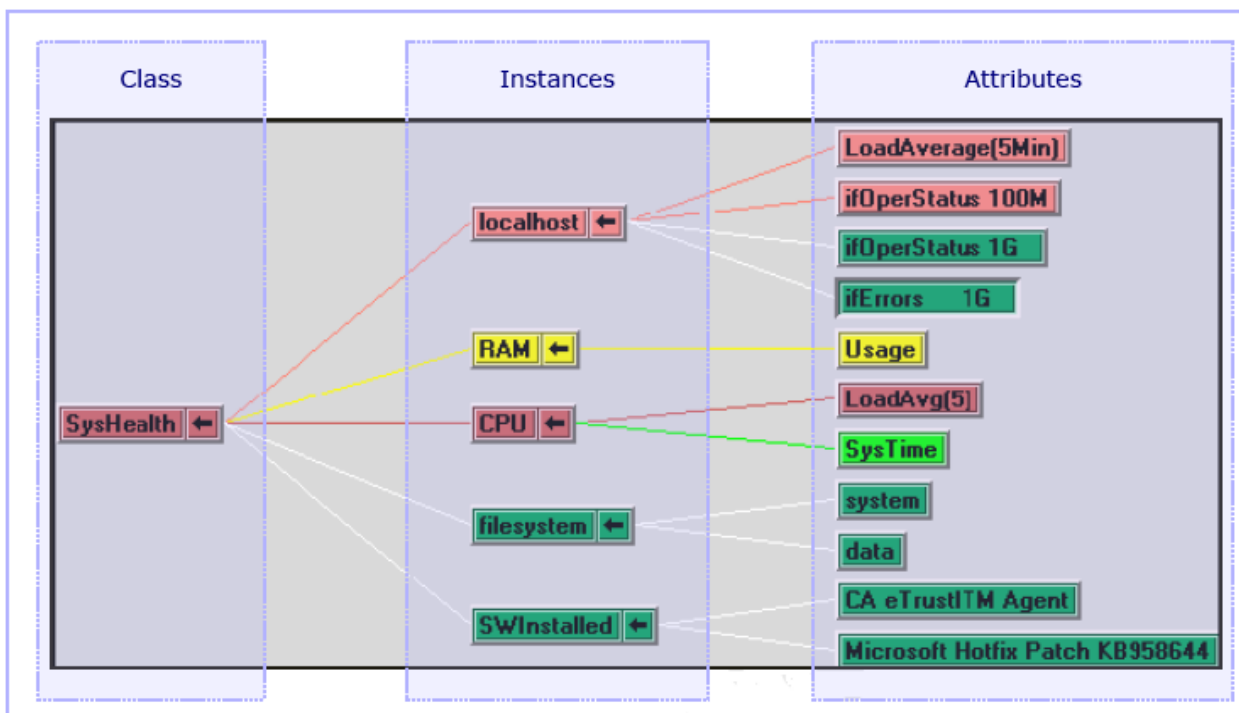 Class
Instances
Attributes
LoadAverage(5Min)
ifOperStatus 100M
localhost
ifOperStatus 1G
ifErrors 1G
RAM
Usage
LoadAvg(5)
SysHealth
CPU
SysTime
system
filesystem
data
CA eTrustITM Agent
SWInstalled
Microsoft Hotfix Patch KB958644